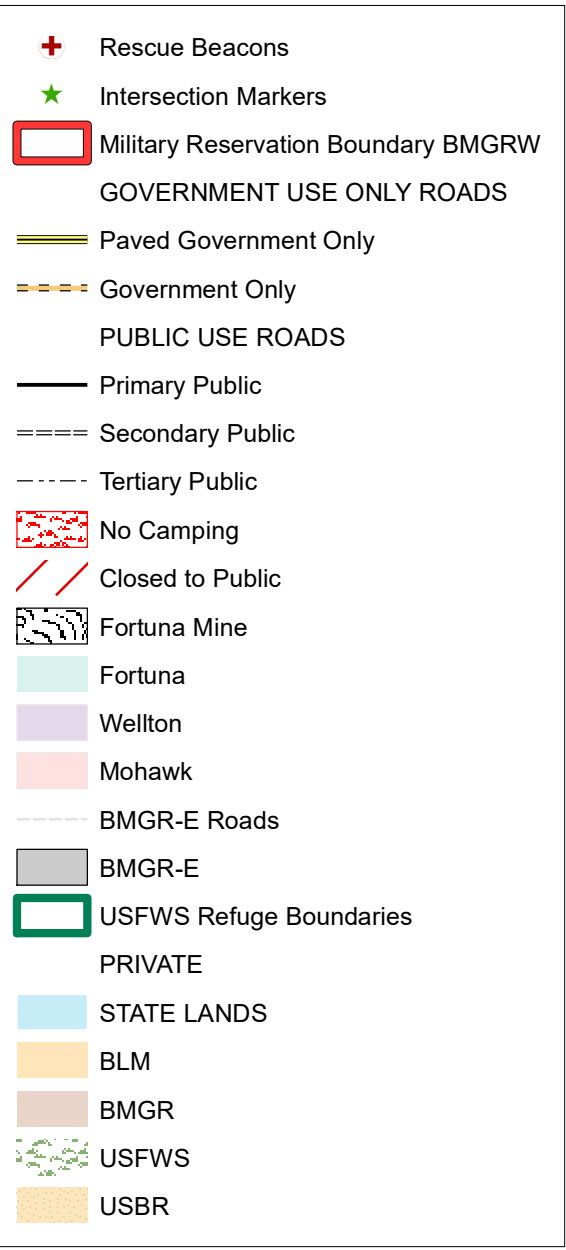 Rescue Beacons
Intersection Markers
Military Reservation Boundary BMGRW
GOVERNMENT USE ONLY ROADS
Paved Government Only
Government Only
PUBLIC USE ROADS
Primary Public
Secondary Public
Tertiary Public
No Camping
Closed to Public
Fortuna Mine
Fortuna
Wellton
Mohawk
BMGR-E Roads
BMGR-E
USFWS Refuge Boundaries
PRIVATE
STATE LANDS
BLM
BMGR
USFWS
USBR